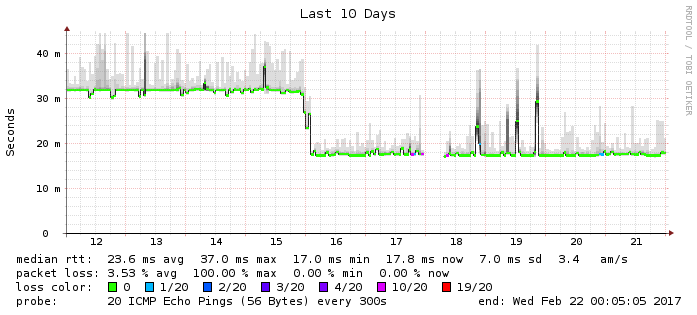 Last 10 Days
RRDTOOL / TOBI OETIKER
Seconds
40 m
30 m
20 m
10 m
0
12 13 14 15 16 17 18 19 20 21
median rtt: 23.6 ms avg 37.0 ms max 17.0 ms min 17.8 ms now 7.0 ms sd 3.4 am/s
packet loss: 3.53 % avg 100.00 % max 0.00 % min 0.00 % now
loss color: 0 1/20 2/20 3/20 4/20 10/20 19/20
probe: 20 ICMP Echo Pings (56 Bytes) every 300s end: Wed Feb 22 00:05:05 2017